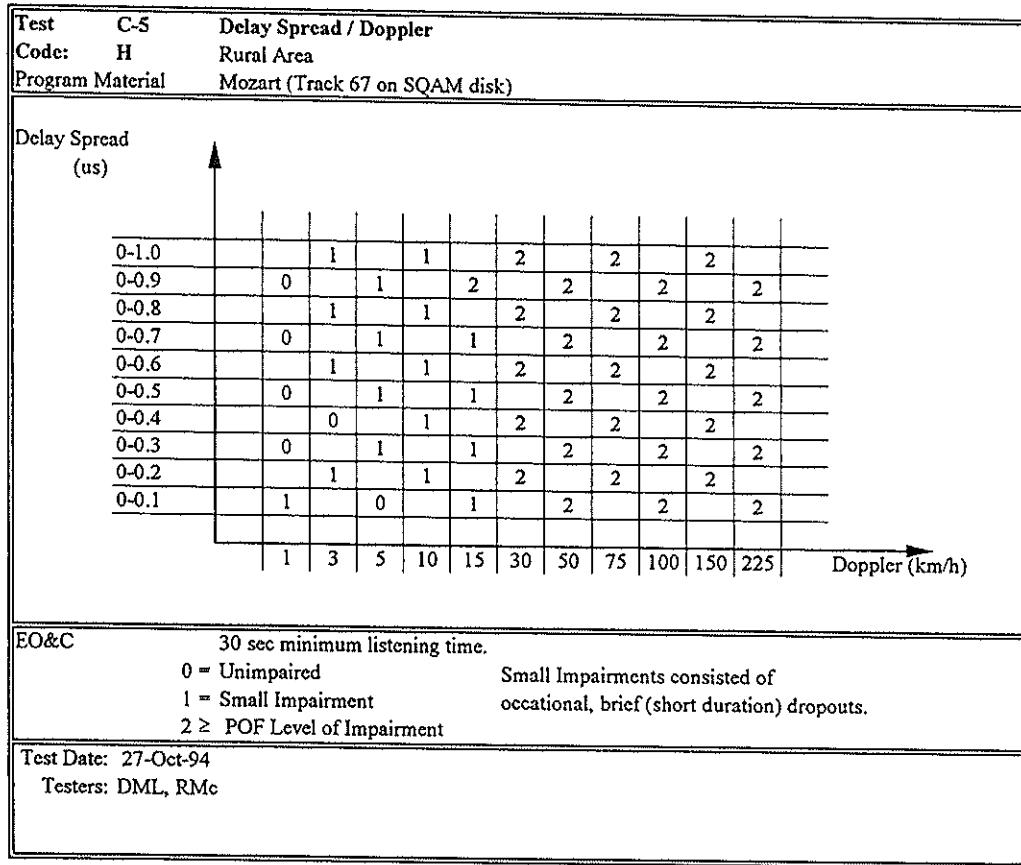 Test C-5 Delay Spread / Doppler
Code: H Rural Area
Program Material Mozart (Track 67 on SQAM disk)
Delay Spread
(us)
0-1.0 1 1 2 2 2
0-0.9 0 1 2 2 2 2
0-0.8 1 1 2 2 2
0-0.7 0 1 1 2 2 2
0-0.6 1 1 2 2 2
0-0.5 0 1 1 2 2 2
0-0.4 0 1 2 2 2
0-0.3 0 1 1 2 2 2
0-0.2 1 1 2 2 2
0-0.1 1 0 1 2 2 2
1 3 5 10 15 30 50 75 100 150 225 Doppler (km/h)
EO&C 30 sec minimum listening time.
0 = Unimpaired Small Impairments consisted of
1 = Small Impairment occational, brief (short duration) dropouts.
2 ≥ POF Level of Impairment
Test Date: 27-Oct-94
Testers: DML, RMc